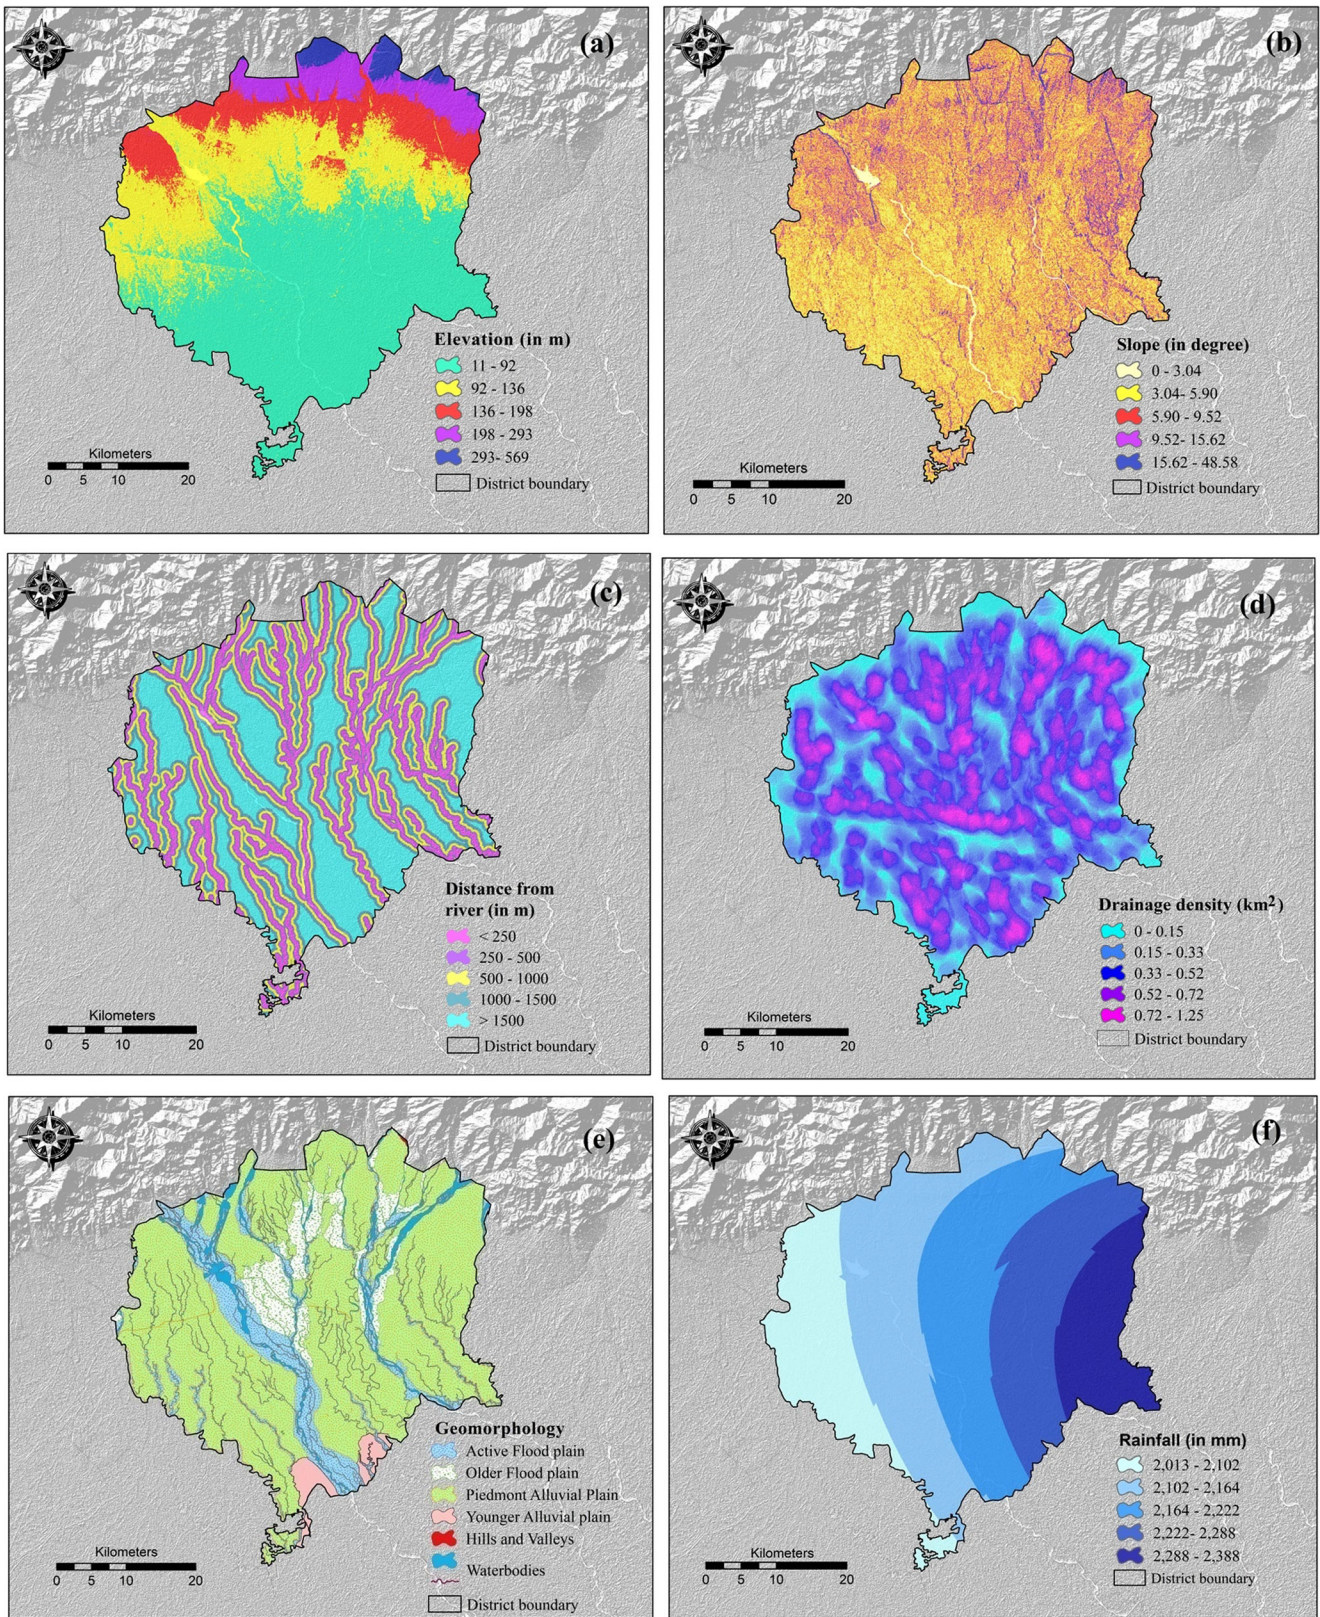 (a)
Elevation (in m)
11 - 92
92 - 136
136 - 198
198 - 293
293- 569
District boundary
Kilometers
0 5 10 20
(b)
Slope (in degree)
0 - 3.04
3.04- 5.90
5.90 - 9.52
9.52- 15.62
15.62 - 48.58
District boundary
Kilometers
0 5 10 20
(c)
Distance from
river (in m)
< 250
250 - 500
500 - 1000
1000 - 1500
> 1500
District boundary
Kilometers
0 5 10 20
(d)
Drainage density (km²)
0 - 0.15
0.15 - 0.33
0.33 - 0.52
0.52 - 0.72
0.72 - 1.25
District boundary
Kilometers
0 5 10 20
(e)
Geomorphology
Active Flood plain
Older Flood plain
Piedmont Alluvial Plain
Younger Alluvial plain
Hills and Valleys
Waterbodies
District boundary
Kilometers
0 5 10 20
(f)
Rainfall (in mm)
2,013 - 2,102
2,102 - 2,164
2,164 - 2,222
2,222- 2,288
2,288 - 2,388
District boundary
Kilometers
0 5 10 20